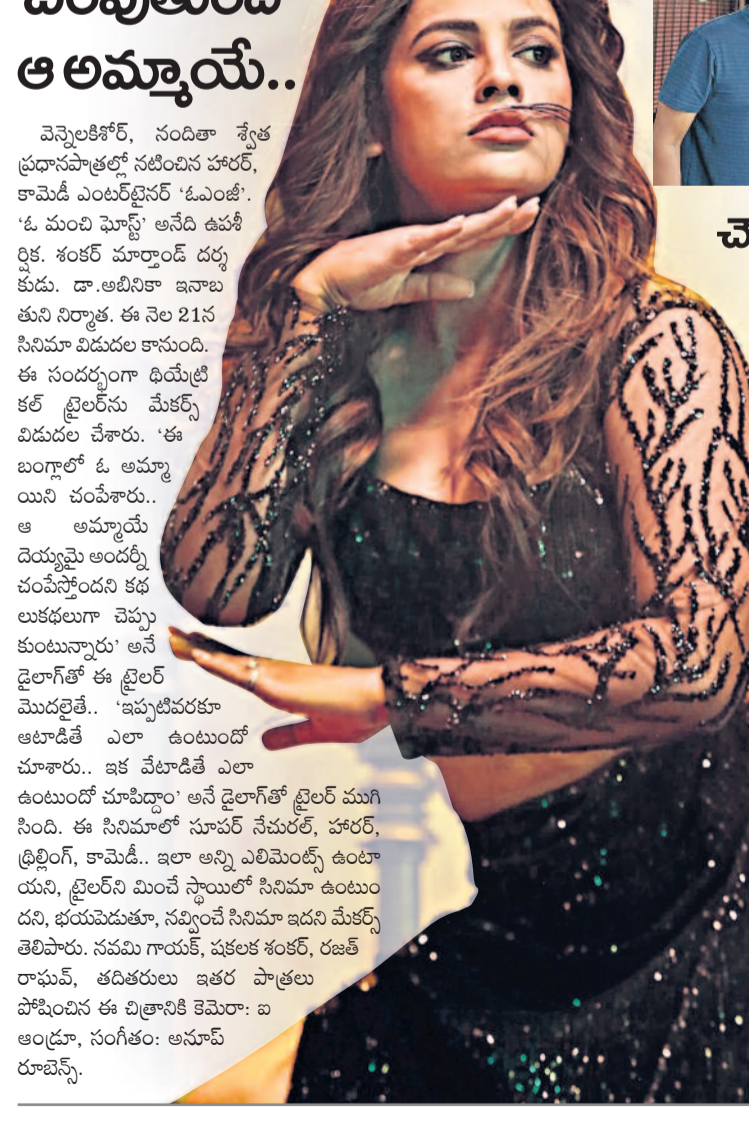 ఆ అమ్మాయే..
వెన్నెలకిశోర్, నందితా శ్వేత
ప్రధానపాత్రల్లో నటించిన హారర్,
కామెడీ ఎంటర్‌టైనర్ ‘ఓఎంజీ’.
‘ఓ మంచి ఘోస్ట్’ అనేది ఉపశీ
ర్షిక. శంకర్ మార్తాండ్ దర్శ
కుడు. డా.అబినికా ఇనాబ
తుని నిర్మాత. ఈ నెల 21న
సినిమా విడుదల కానుంది.
ఈ సందర్భంగా థియేట్రి
కల్ ట్రైలర్‌ను మేకర్స్
విడుదల చేశారు. ‘ఈ
బంగ్లాలో ఓ అమ్మా
యిని చంపేశారు..
ఆ అమ్మాయే
దెయ్యమై అందర్నీ
చంపేస్తోందని కథ
లుకథలుగా చెప్పు
కుంటున్నారు’ అనే
డైలాగ్‌తో ఈ ట్రైలర్
మొదలైతే.. ‘ఇప్పటివరకూ
ఆటాడితే ఎలా ఉంటుందో
చూశారు.. ఇక వేటాడితే ఎలా
ఉంటుందో చూపిద్దాం’ అనే డైలాగ్‌తో ట్రైలర్ ముగి
సింది. ఈ సినిమాలో సూపర్ నేచురల్, హారర్,
థ్రిల్లింగ్, కామెడీ.. ఇలా అన్ని ఎలిమెంట్స్ ఉంటా
యని, ట్రైలర్‌ని మించే స్థాయిలో సినిమా ఉంటుం
దని, భయపెడుతూ, నవ్వించే సినిమా ఇదని మేకర్స్
తెలిపారు. నవమి గాయక్, షకలక శంకర్, రజత్
రాఘవ్, తదితరులు ఇతర పాత్రలు
పోషించిన ఈ చిత్రానికి కెమెరా: ఐ
ఆండ్రూ, సంగీతం: అనూప్
రూబెన్స్.